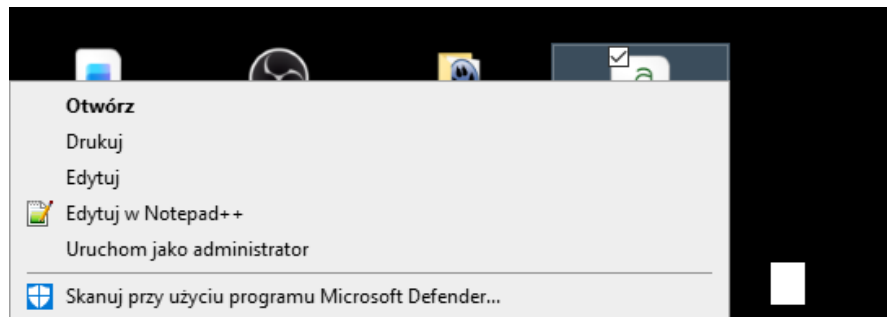 Otwórz
Drukuj
Edytuj
Edytuj w Notepad++
Uruchom jako administrator
Skanuj przy użyciu programu Microsoft Defender...